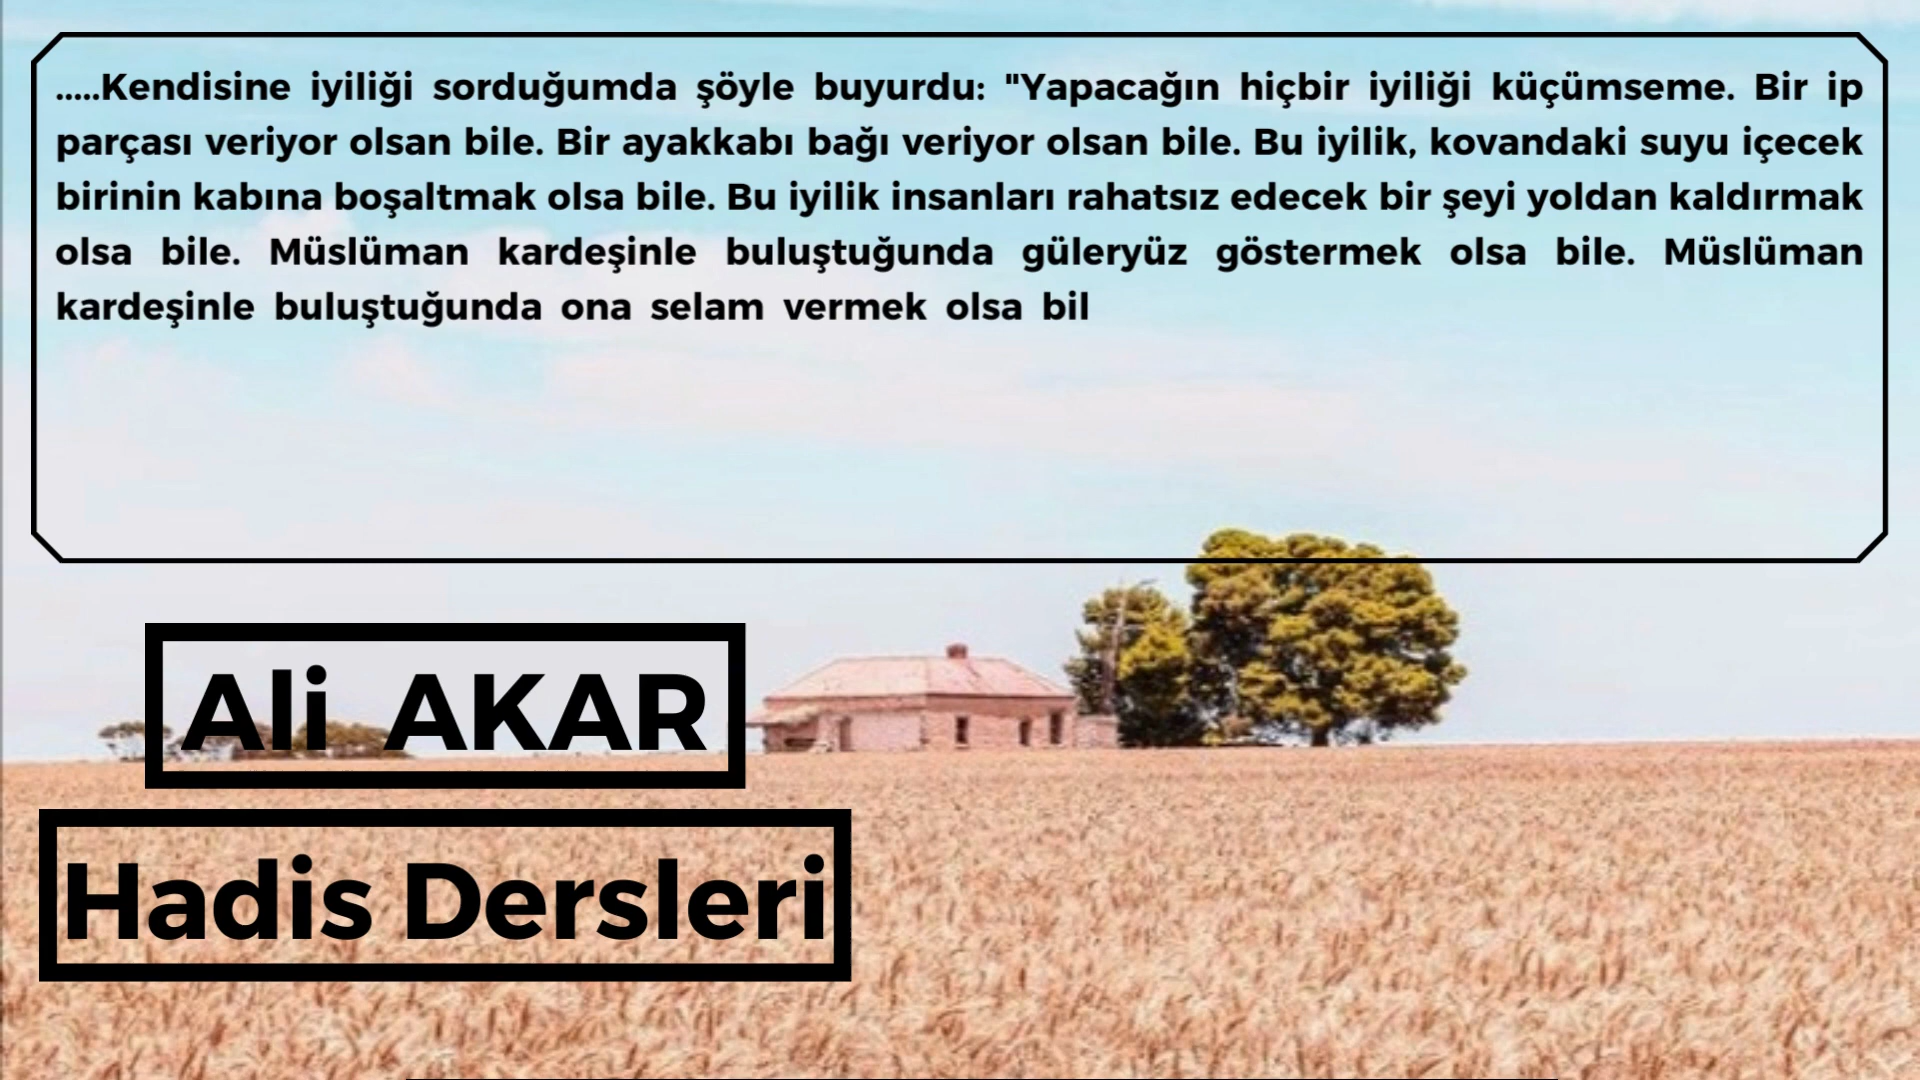 .....Kendisine iyiliği sorduğumda şöyle buyurdu: "Yapacağın hiçbir iyiliği küçümseme. Bir ip
parçası veriyor olsan bile. Bir ayakkabı bağı veriyor olsan bile. Bu iyilik, kovandaki suyu içecek
birinin kabına boşaltmak olsa bile. Bu iyilik insanları rahatsız edecek bir şeyi yoldan kaldırmak
olsa bile. Müslüman kardeşinle buluştuğunda güleryüz göstermek olsa bile. Müslüman
kardeşinle buluştuğunda ona selam vermek olsa bil
Ali AKAR
Hadis Dersleri